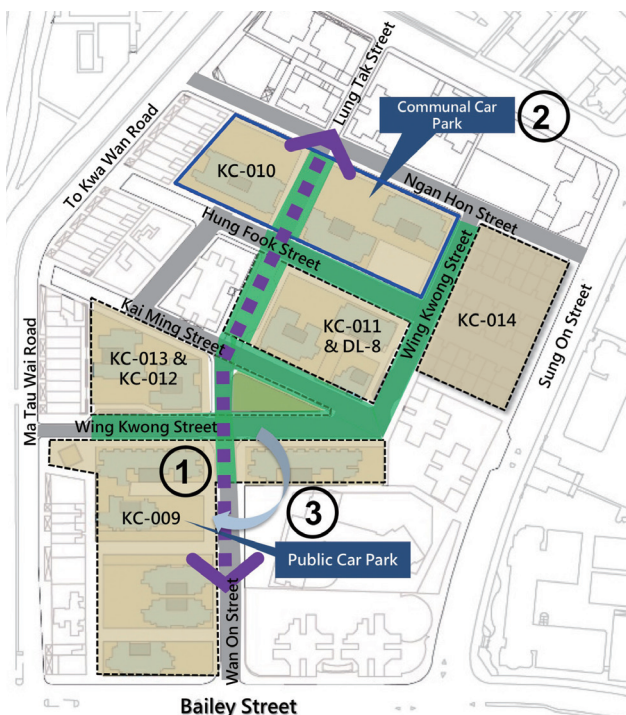 Lung Tak Street
Communal Car
Park
2
To Kwa Wan Road
KC-010
Ngan Hon Street
Hung Fook Street
Wing Kwong Street
KC-014
Kai Ming Street
KC-011
& DL-8
Sung On Street
KC-013 &
KC-012
Ma Tau Wai Road
Wing Kwong Street
1
3
KC-009
Public Car Park
Wan On Street
Bailey Street